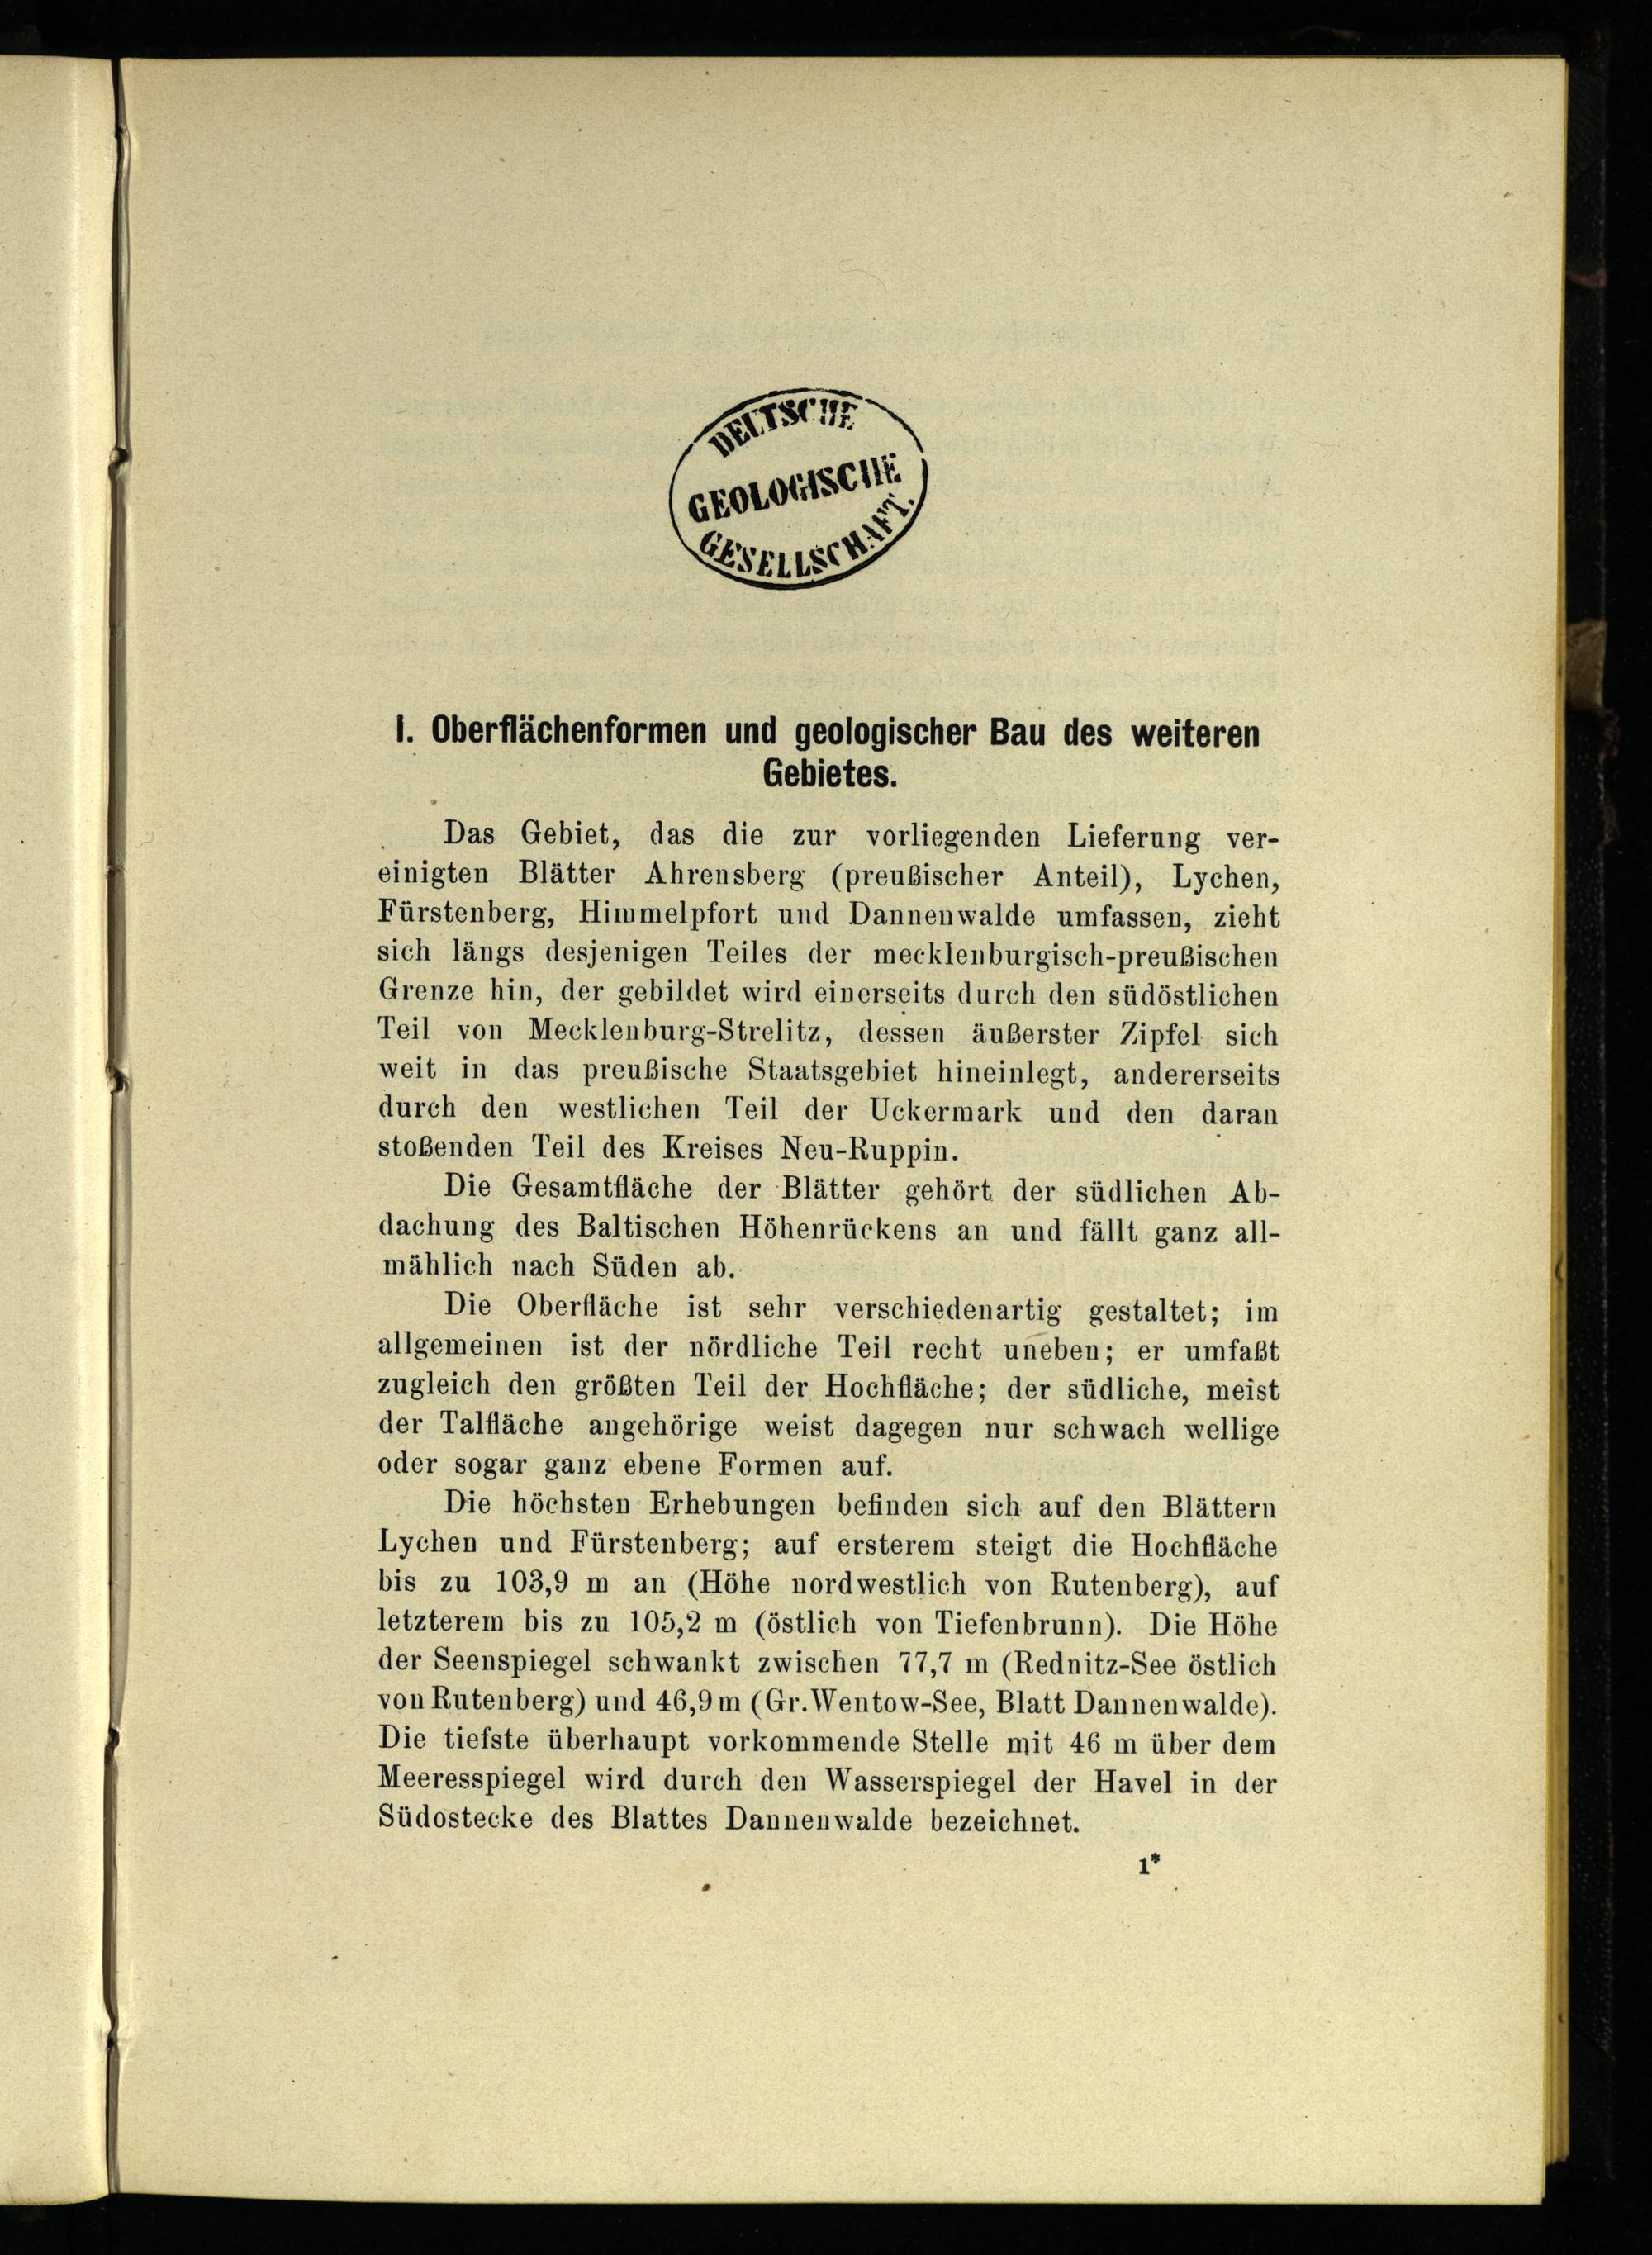 DEUTSCHE
GEOLOGISCHE
GESELLSCHAFT.
I. Oberflächenformen und geologischer Bau des weiteren
Gebietes.
Das Gebiet, das die zur vorliegenden Lieferung ver-
einigten Blätter Ahrensberg (preußischer Anteil), Lychen,
Fürstenberg, Himmelpfort und Dannenwalde umfassen, zieht
sich längs desjenigen Teiles der mecklenburgisch-preußischen
Grenze hin, der gebildet wird einerseits durch den südöstlichen
Teil von Mecklenburg-Strelitz, dessen äußerster Zipfel sich
weit in das preußische Staatsgebiet hineinlegt, andererseits
durch den westlichen Teil der Uckermark und den daran
stoßenden Teil des Kreises Neu-Ruppin.
Die Gesamtfläche der Blätter gehört der südlichen Ab-
dachung des Baltischen Höhenrückens an und fällt ganz all-
mählich nach Süden ab.
Die Oberfläche ist sehr verschiedenartig gestaltet; im
allgemeinen ist der nördliche Teil recht uneben; er umfaßt
zugleich den größten Teil der Hochfläche; der südliche, meist
der Talfläche angehörige weist dagegen nur schwach wellige
oder sogar ganz ebene Formen auf.
Die höchsten Erhebungen befinden sich auf den Blättern
Lychen und Fürstenberg; auf ersterem steigt die Hochfläche
bis zu 103,9 m an (Höhe nordwestlich von Rutenberg), auf
letzterem bis zu 105,2 m (östlich von Tiefenbrunn). Die Höhe
der Seenspiegel schwankt zwischen 77,7 m (Rednitz-See östlich
von Rutenberg) und 46,9 m (Gr. Wentow-See, Blatt Dannenwalde).
Die tiefste überhaupt vorkommende Stelle mit 46 m über dem
Meeresspiegel wird durch den Wasserspiegel der Havel in der
Südostecke des Blattes Dannenwalde bezeichnet.
1*